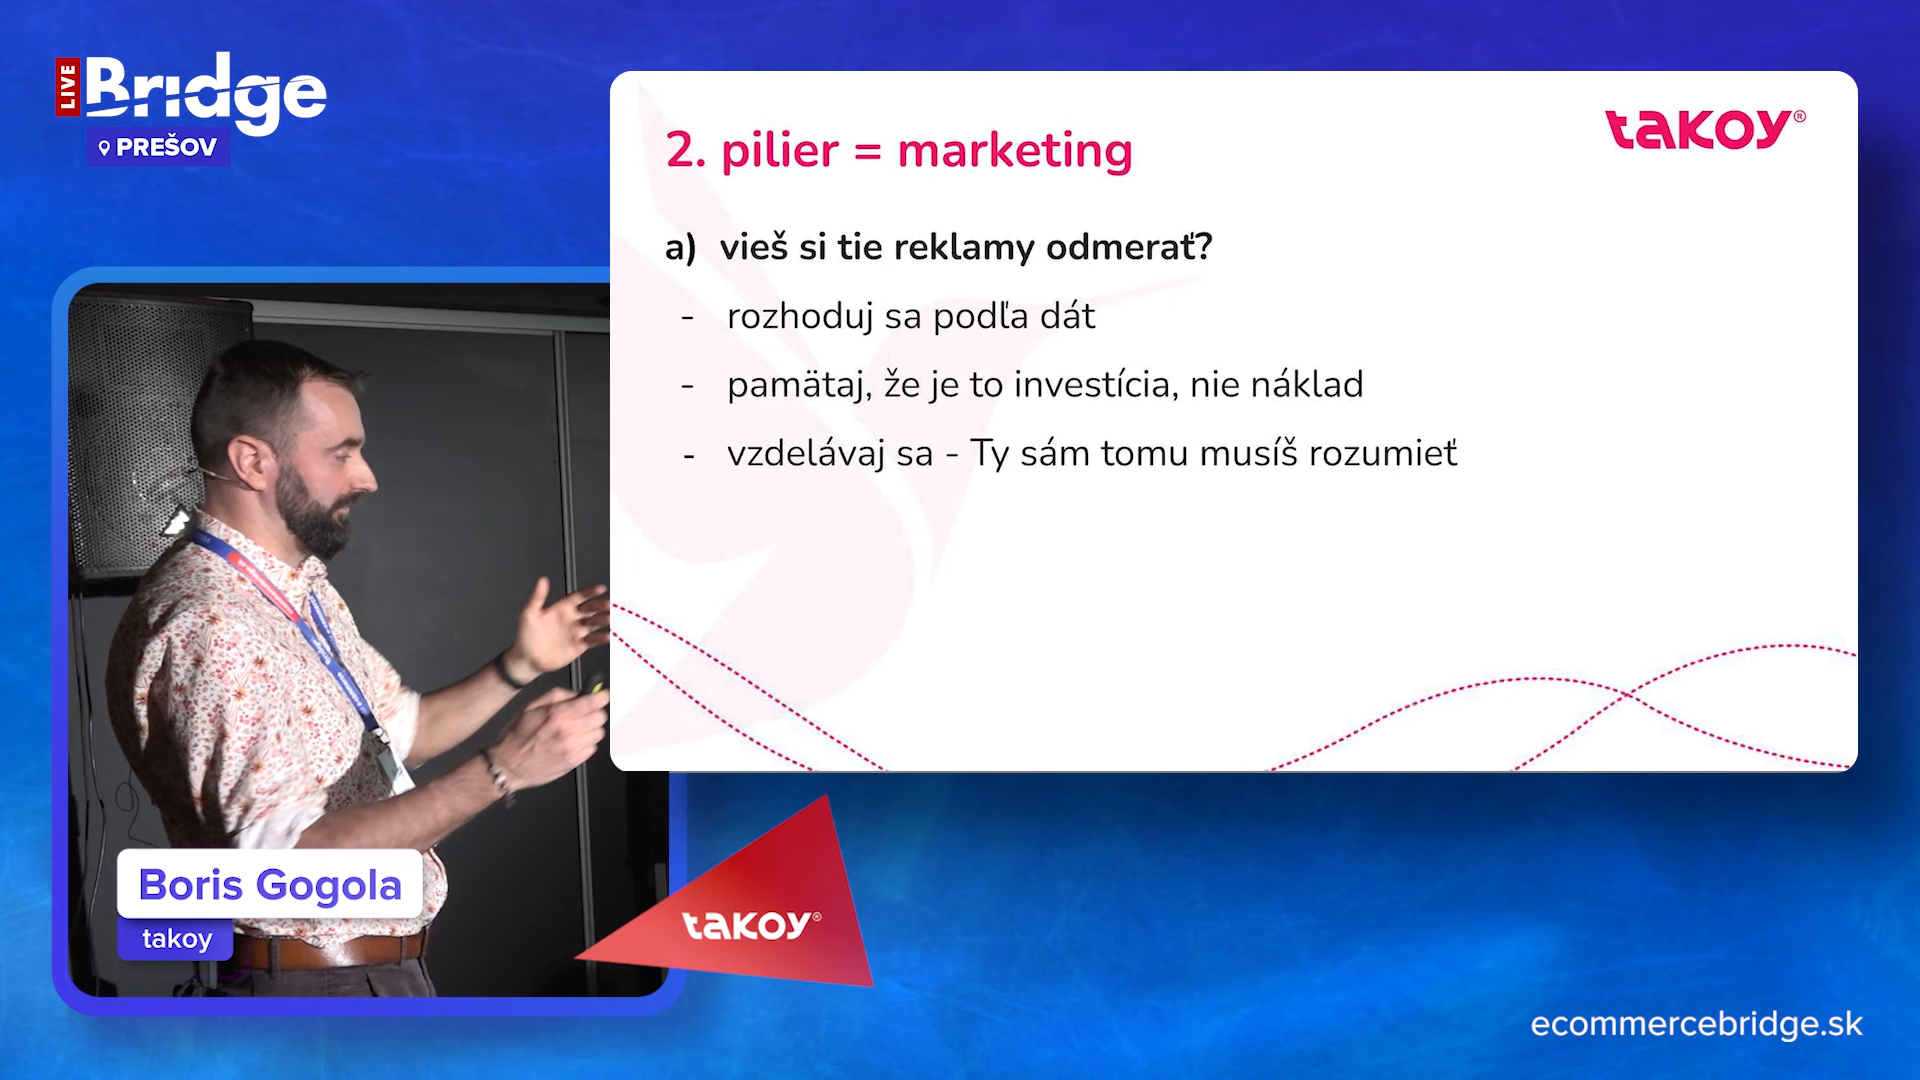 LIVE
Bridge
PREŠOV
takoy®
2. pilier = marketing
a) vieš si tie reklamy odmerať?
- rozhoduj sa podľa dát
- pamätaj, že je to investícia, nie náklad
- vzdelávaj sa - Ty sám tomu musíš rozumieť
Boris Gogola
takoy
takoy®
ecommercebridge.sk